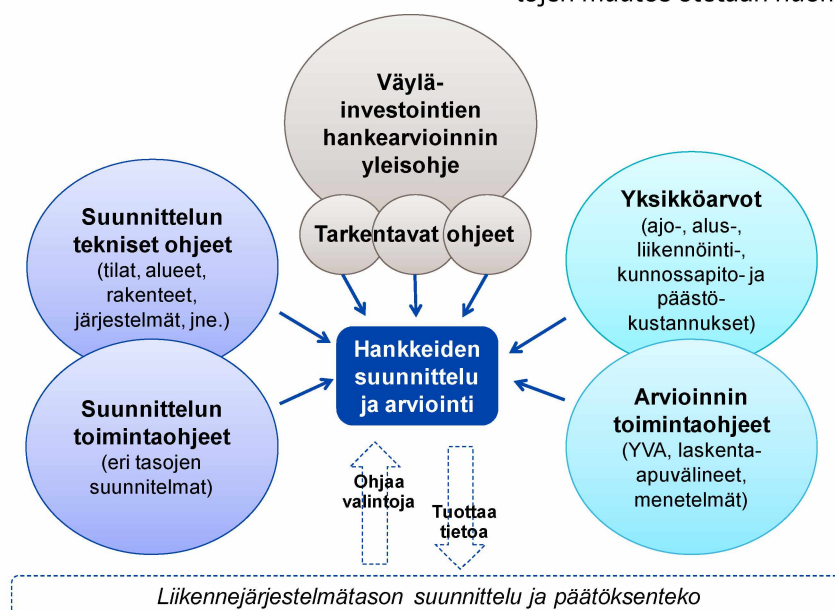 Väylä-
investointien
hankearvioinnin
yleisohje
Tarkentavat ohjeet
Suunnittelun
tekniset ohjeet
(tilat, alueet,
rakenteet,
järjestelmät, jne.)
Suunnittelun
toimintaohjeet
(eri tasojen
suunnitelmat)
Yksikköarvot
(ajo-, alus-,
liikennöinti-,
kunnossapito- ja
päästö-
kustannukset)
Arvioinnin
toimintaohjeet
(YVA, laskenta-
apuvälineet,
menetelmät)
Hankkeiden
suunnittelu
ja arviointi
Ohjaa
valintoja
Tuottaa
tietoa
Liikennejärjestelmätason suunnittelu ja päätöksenteko